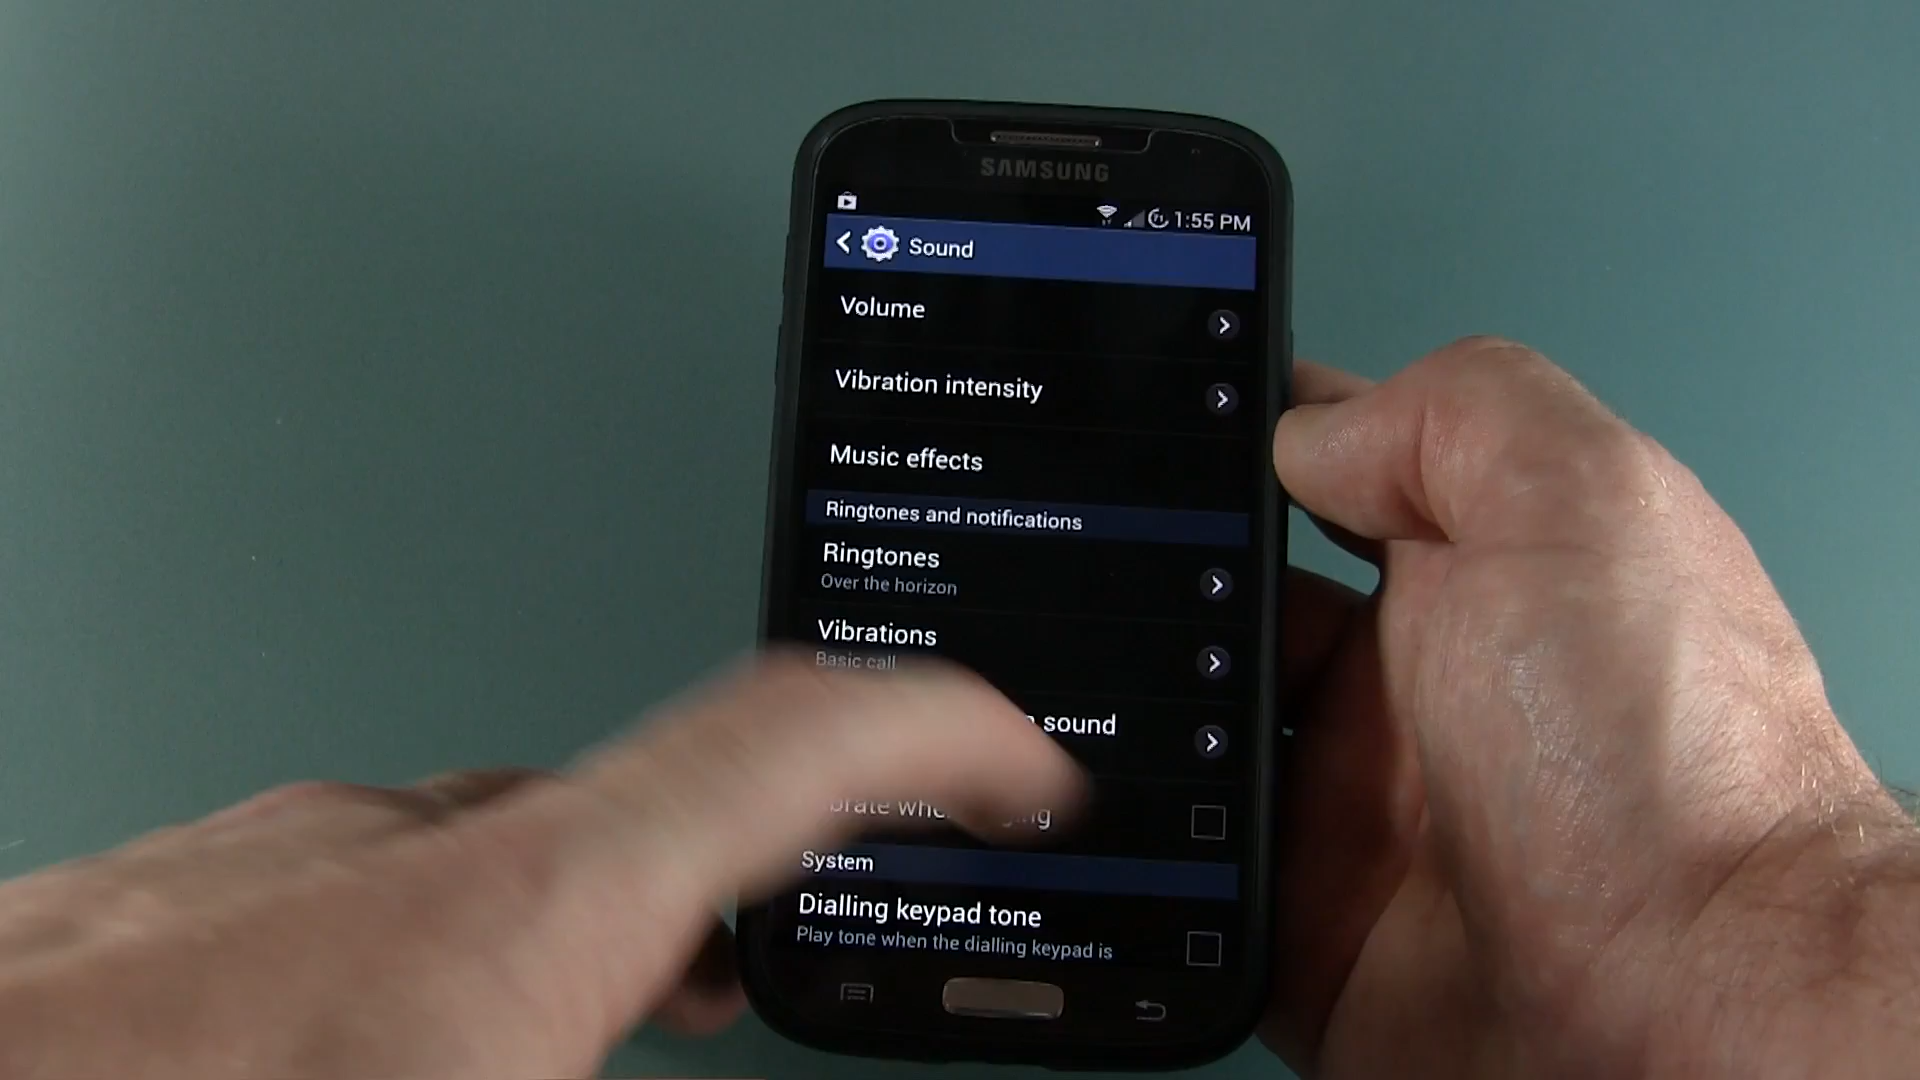 SAMSUNG
71 1:55 PM
Sound
Volume
Vibration intensity
Music effects
Ringtones and notifications
Ringtones
Over the horizon
Vibrations
Basic call
sound
System
Dialling keypad tone
Play tone when the dialling keypad is